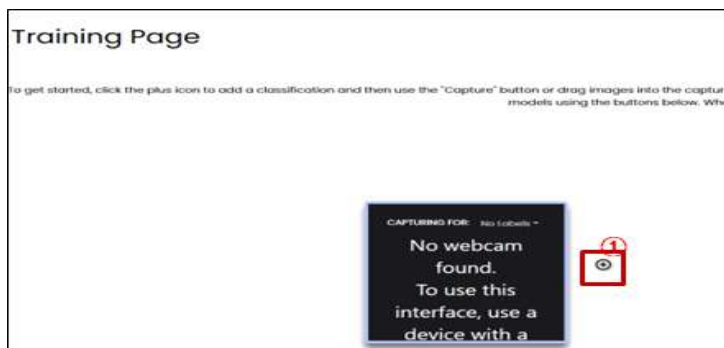 Training Page
To get started, click the plus icon to add a classification and then use the "Capture" button or drag images into the captur
models using the buttons below. Whe
CAPTURING FOR: No Labels
No webcam
found.
①
To use this
interface, use a
device with a